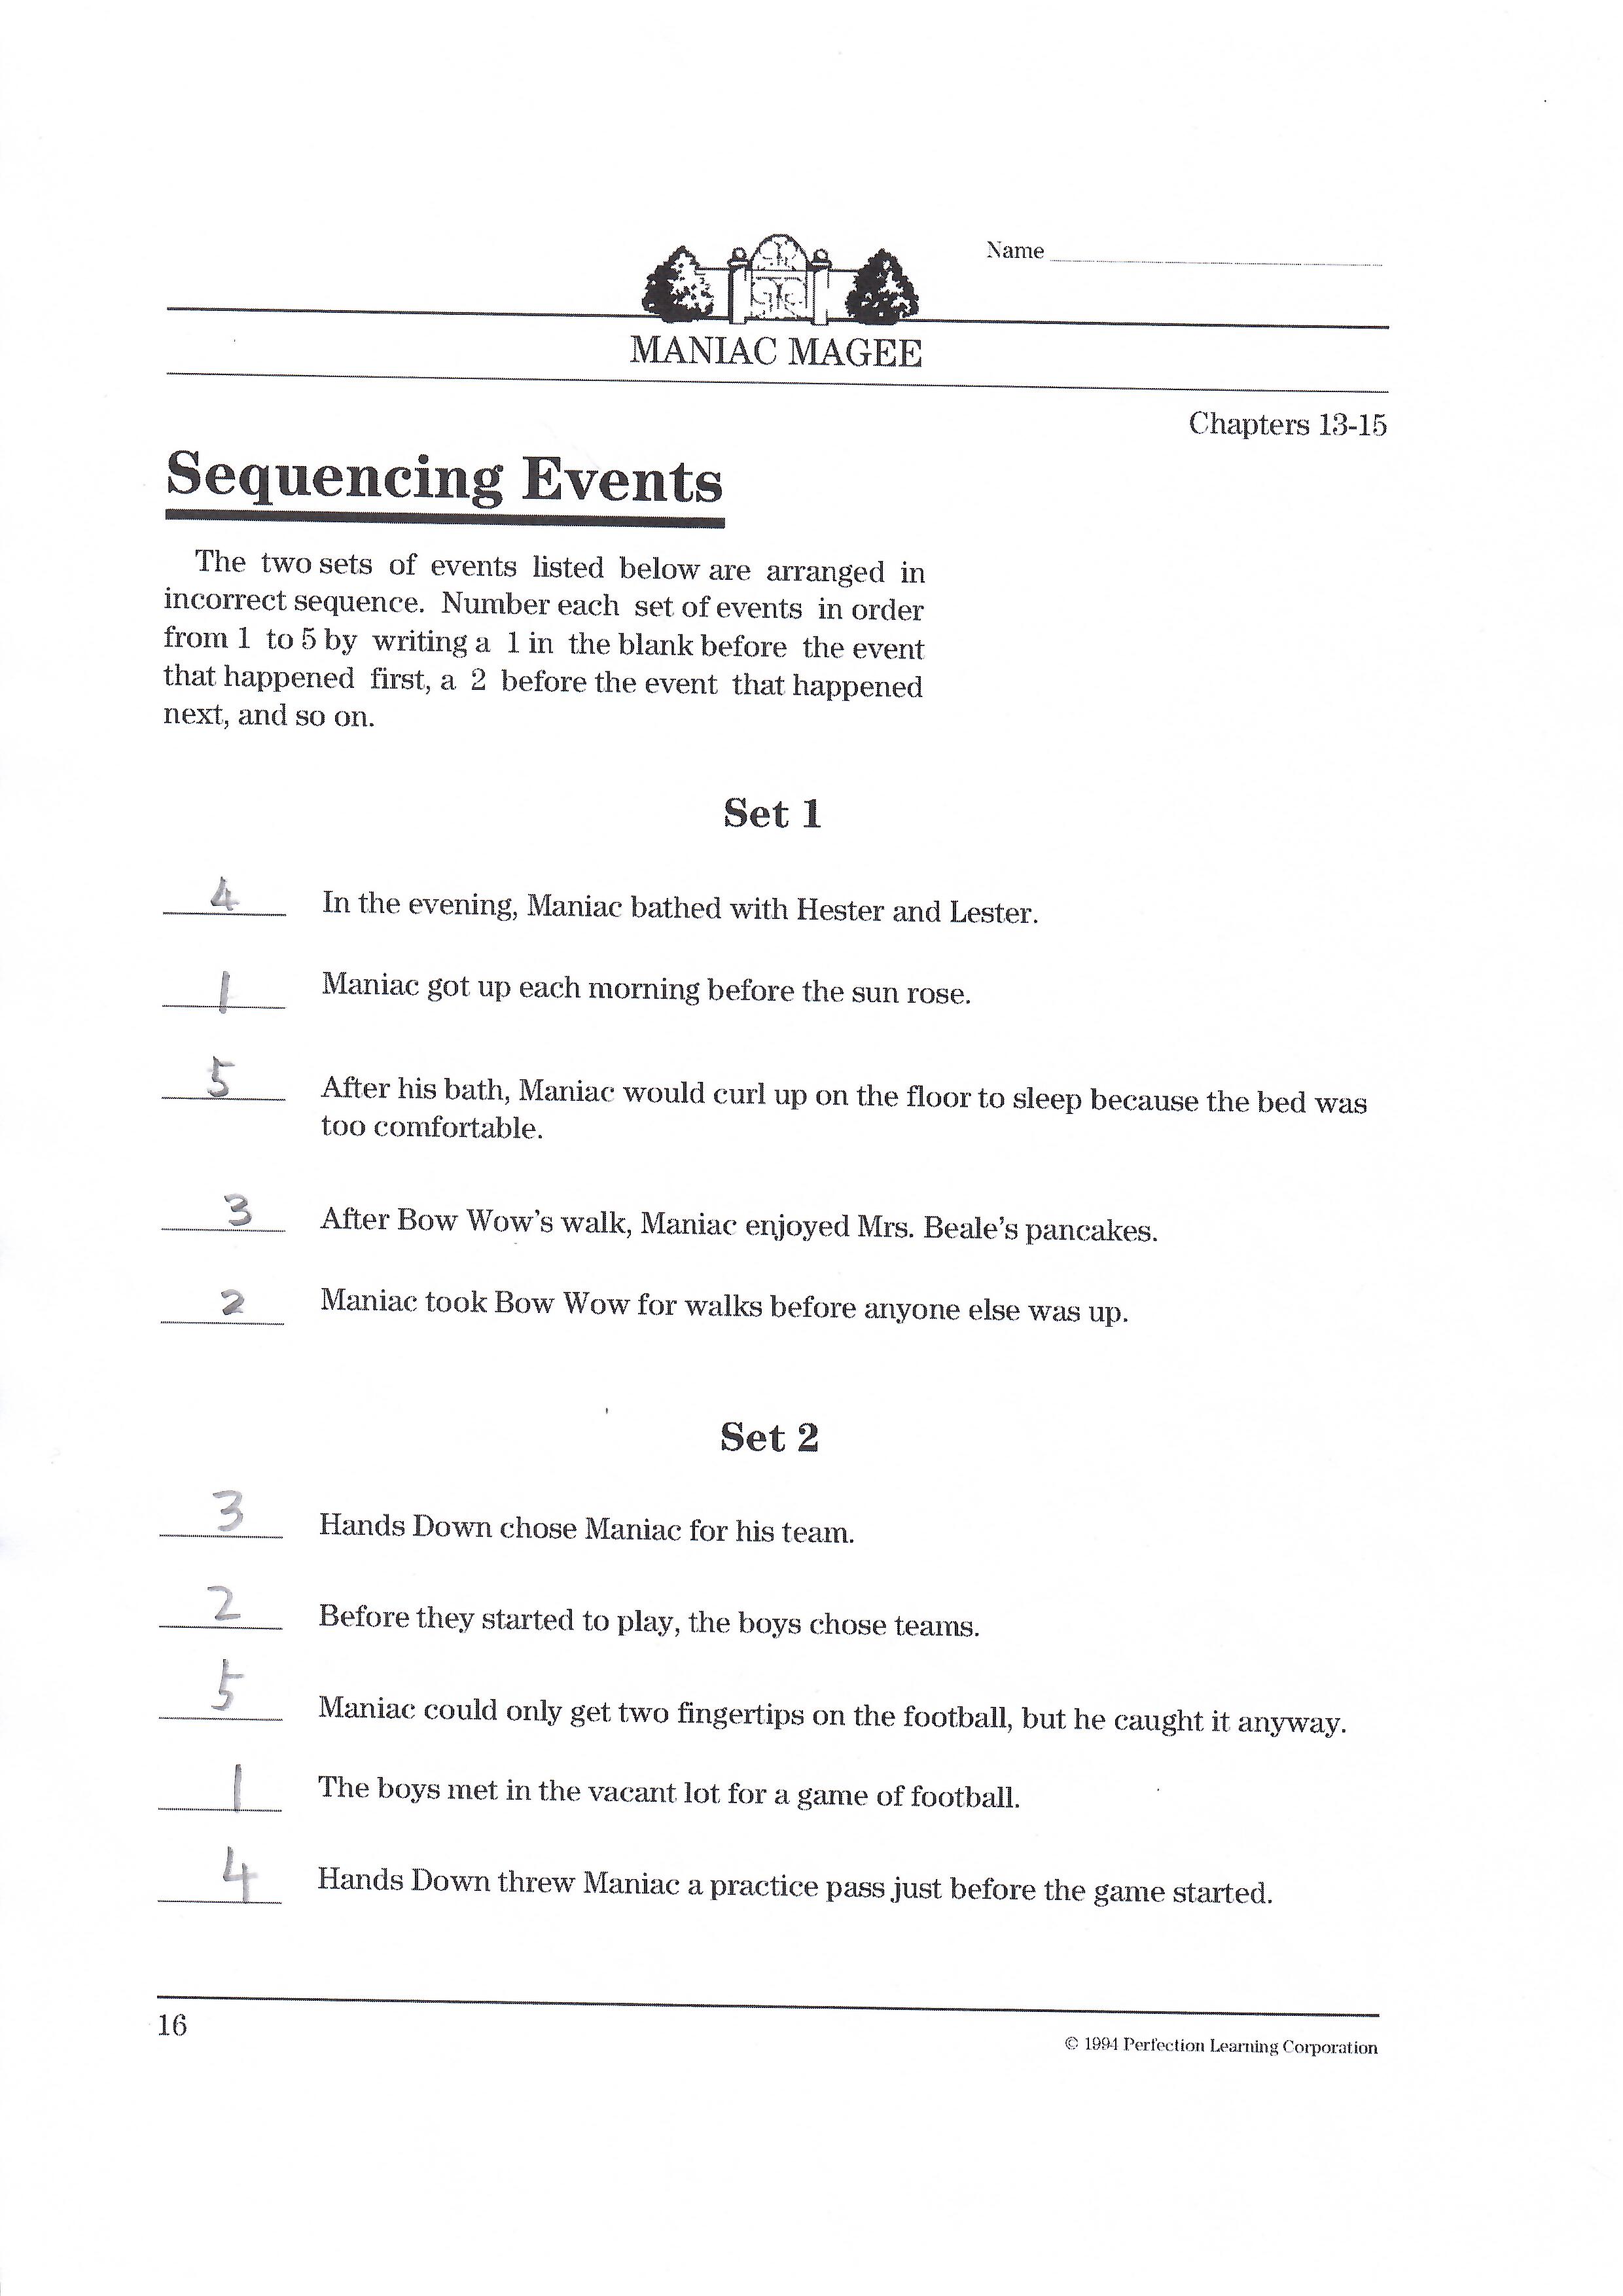 Name
MANIAC MAGEE
Chapters 13-15
Sequencing Events
The two sets of events listed below are arranged in
incorrect sequence. Number each set of events in order
from 1 to 5 by writing a 1 in the blank before the event
that happened first, a 2 before the event that happened
next, and so on.
Set 1
4 In the evening, Maniac bathed with Hester and Lester.
1 Maniac got up each morning before the sun rose.
5 After his bath, Maniac would curl up on the floor to sleep because the bed was
too comfortable.
3 After Bow Wow's walk, Maniac enjoyed Mrs. Beale's pancakes.
2 Maniac took Bow Wow for walks before anyone else was up.
Set 2
3 Hands Down chose Maniac for his team.
2 Before they started to play, the boys chose teams.
5 Maniac could only get two fingertips on the football, but he caught it anyway.
1 The boys met in the vacant lot for a game of football.
4 Hands Down threw Maniac a practice pass just before the game started.
16
© 1994 Perfection Learning Corporation